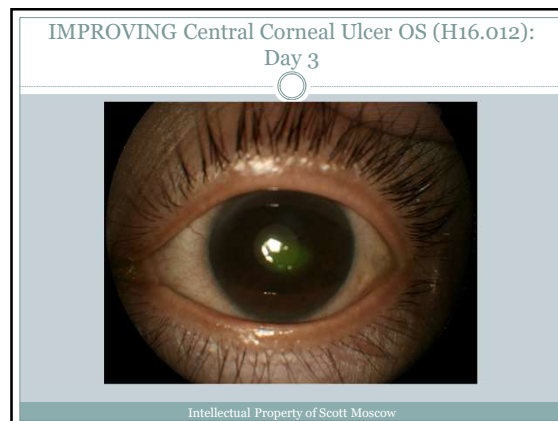 IMPROVING Central Corneal Ulcer OS (H16.012):
Day 3
Intellectual Property of Scott Moscow